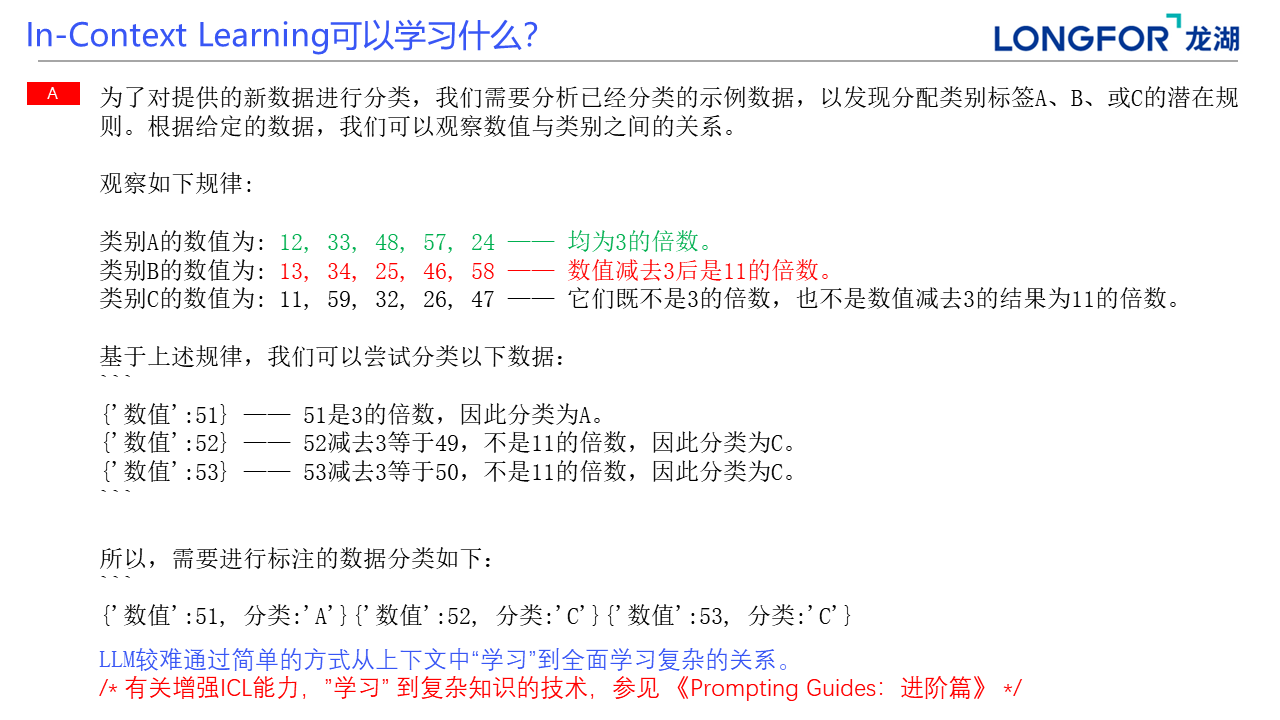 In-Context Learning可以学习什么?
LONGFOR 龙湖
A
为了对提供的新数据进行分类，我们需要分析已经分类的示例数据，以发现分配类别标签A、B、或C的潜在规
则。根据给定的数据，我们可以观察数值与类别之间的关系。
观察如下规律:
类别A的数值为: 12, 33, 48, 57, 24 —— 均为3的倍数。
类别B的数值为: 13, 34, 25, 46, 58 —— 数值减去3后是11的倍数。
类别C的数值为: 11, 59, 32, 26, 47 —— 它们既不是3的倍数，也不是数值减去3的结果为11的倍数。
基于上述规律，我们可以尝试分类以下数据:
```
{'数值':51} —— 51是3的倍数，因此分类为A。
{'数值':52} —— 52减去3等于49，不是11的倍数，因此分类为C。
{'数值':53} —— 53减去3等于50，不是11的倍数，因此分类为C。
```
所以，需要进行标注的数据分类如下:
```
{'数值':51, 分类:'A'}{'数值':52, 分类:'C'}{'数值':53, 分类:'C'}
LLM较难通过简单的方式从上下文中“学习”到全面学习复杂的关系。
/* 有关增强ICL能力，”学习” 到复杂知识的技术，参见 《Prompting Guides：进阶篇》 */